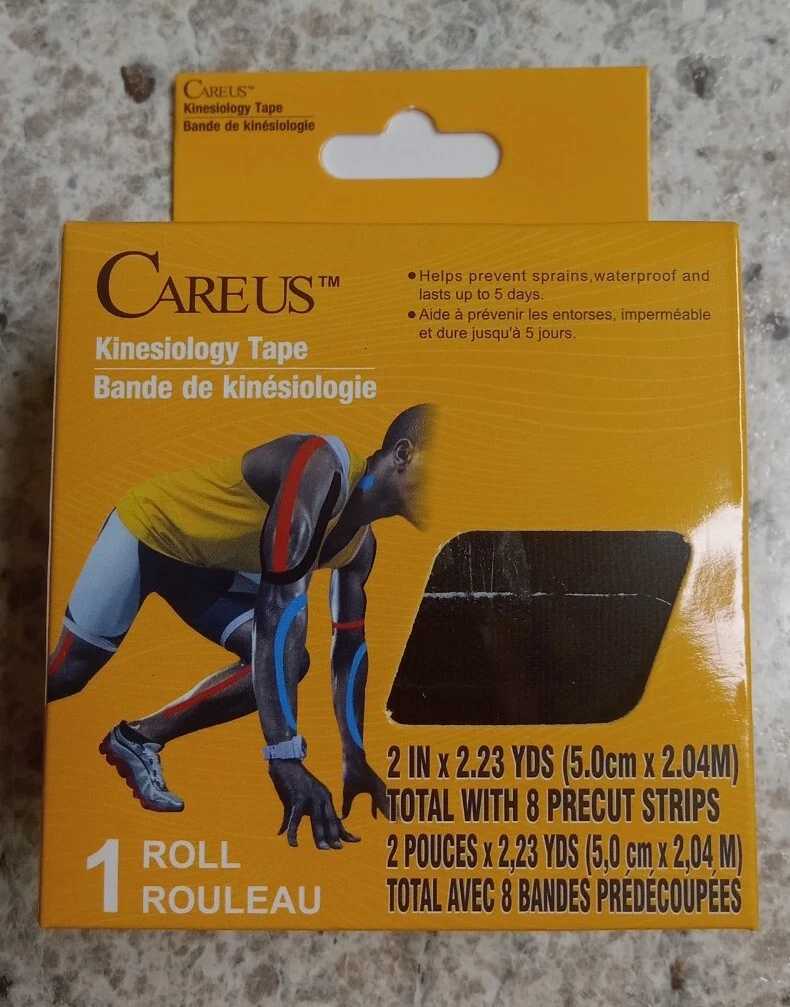 CAREUS™
Kinesiology Tape
Bande de kinésiologie
CAREUS™
Kinesiology Tape
Bande de kinésiologie
● Helps prevent sprains,waterproof and
lasts up to 5 days.
● Aide à prévenir les entorses, imperméable
et dure jusqu'à 5 jours.
2 IN x 2.23 YDS (5.0cm x 2.04M)
TOTAL WITH 8 PRECUT STRIPS
2 POUCES x 2,23 YDS (5,0 cm x 2,04 M)
TOTAL AVEC 8 BANDES PRÉDÉCOUPÉES
1 ROLL
ROULEAU